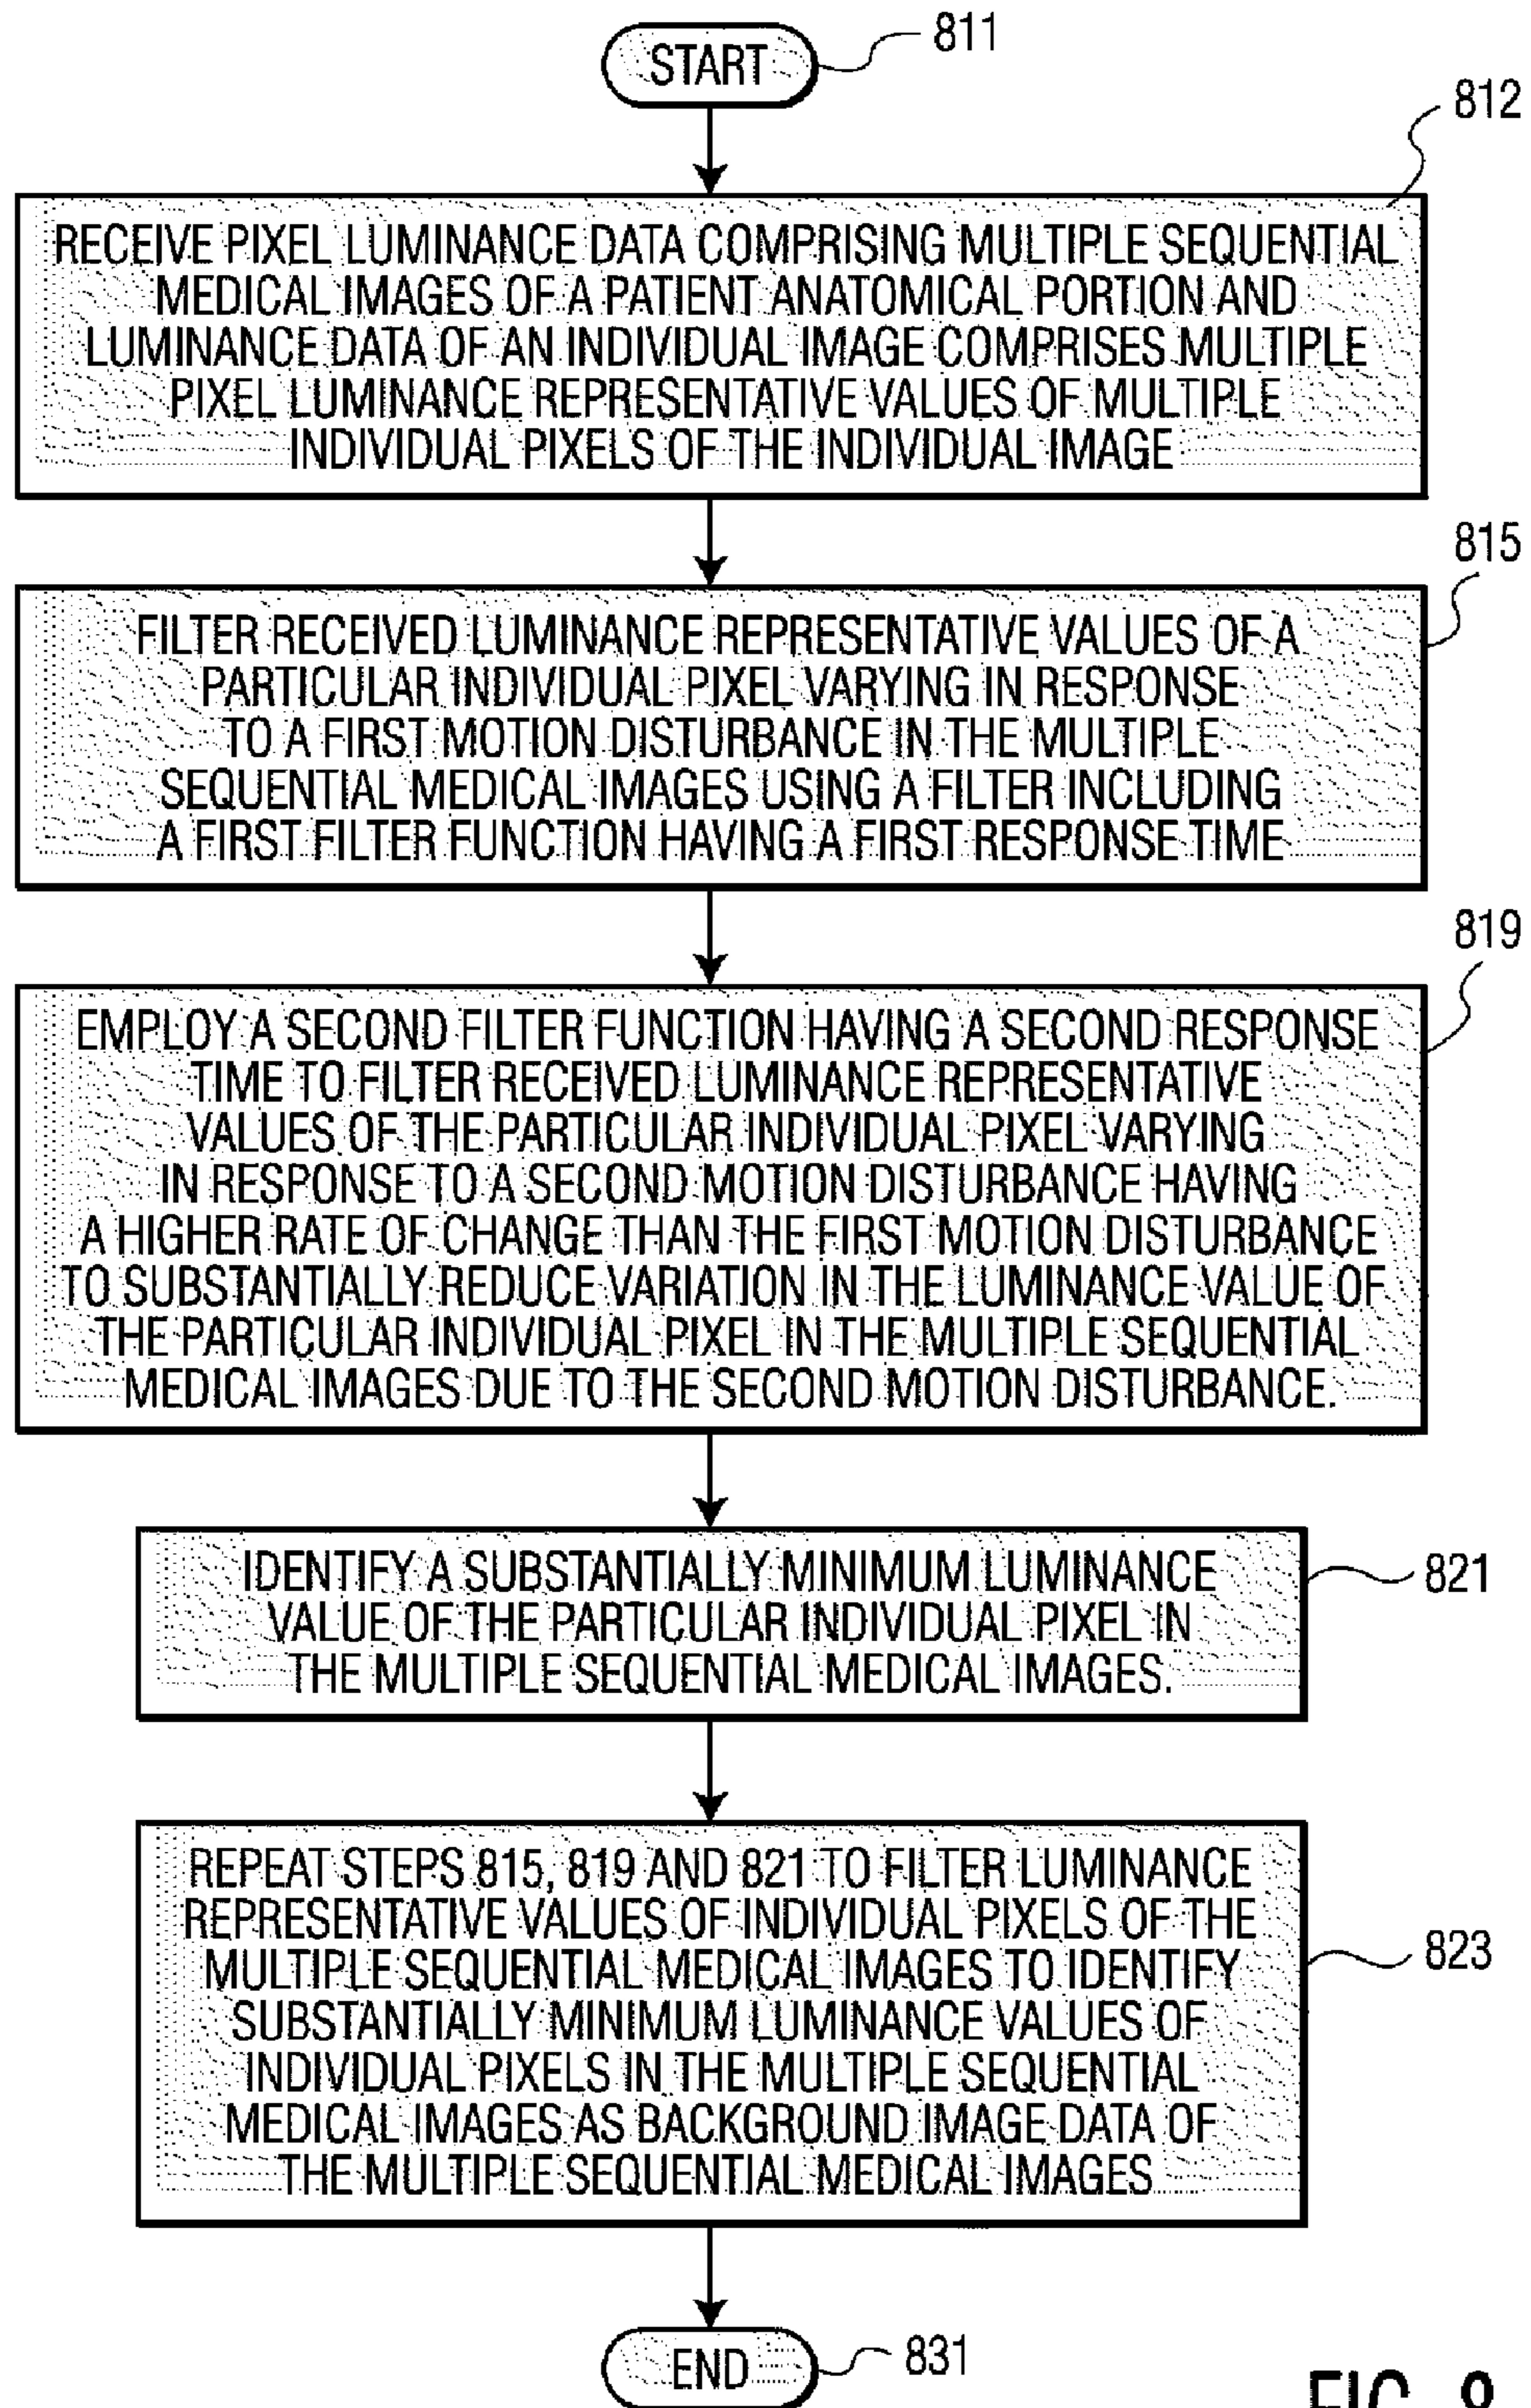 START
811
812
RECEIVE PIXEL LUMINANCE DATA COMPRISING MULTIPLE SEQUENTIAL
MEDICAL IMAGES OF A PATIENT ANATOMICAL PORTION AND
LUMINANCE DATA OF AN INDIVIDUAL IMAGE COMPRISES MULTIPLE
PIXEL LUMINANCE REPRESENTATIVE VALUES OF MULTIPLE
INDIVIDUAL PIXELS OF THE INDIVIDUAL IMAGE
815
FILTER RECEIVED LUMINANCE REPRESENTATIVE VALUES OF A
PARTICULAR INDIVIDUAL PIXEL VARYING IN RESPONSE
TO A FIRST MOTION DISTURBANCE IN THE MULTIPLE
SEQUENTIAL MEDICAL IMAGES USING A FILTER INCLUDING
A FIRST FILTER FUNCTION HAVING A FIRST RESPONSE TIME
819
EMPLOY A SECOND FILTER FUNCTION HAVING A SECOND RESPONSE
TIME TO FILTER RECEIVED LUMINANCE REPRESENTATIVE
VALUES OF THE PARTICULAR INDIVIDUAL PIXEL VARYING
IN RESPONSE TO A SECOND MOTION DISTURBANCE HAVING
A HIGHER RATE OF CHANGE THAN THE FIRST MOTION DISTURBANCE
TO SUBSTANTIALLY REDUCE VARIATION IN THE LUMINANCE VALUE OF
THE PARTICULAR INDIVIDUAL PIXEL IN THE MULTIPLE SEQUENTIAL
MEDICAL IMAGES DUE TO THE SECOND MOTION DISTURBANCE.
IDENTIFY A SUBSTANTIALLY MINIMUM LUMINANCE
VALUE OF THE PARTICULAR INDIVIDUAL PIXEL IN
THE MULTIPLE SEQUENTIAL MEDICAL IMAGES.
821
REPEAT STEPS 815, 819 AND 821 TO FILTER LUMINANCE
REPRESENTATIVE VALUES OF INDIVIDUAL PIXELS OF THE
MULTIPLE SEQUENTIAL MEDICAL IMAGES TO IDENTIFY
SUBSTANTIALLY MINIMUM LUMINANCE VALUES OF
INDIVIDUAL PIXELS IN THE MULTIPLE SEQUENTIAL
MEDICAL IMAGES AS BACKGROUND IMAGE DATA OF
THE MULTIPLE SEQUENTIAL MEDICAL IMAGES
823
END
831
FIG. 8